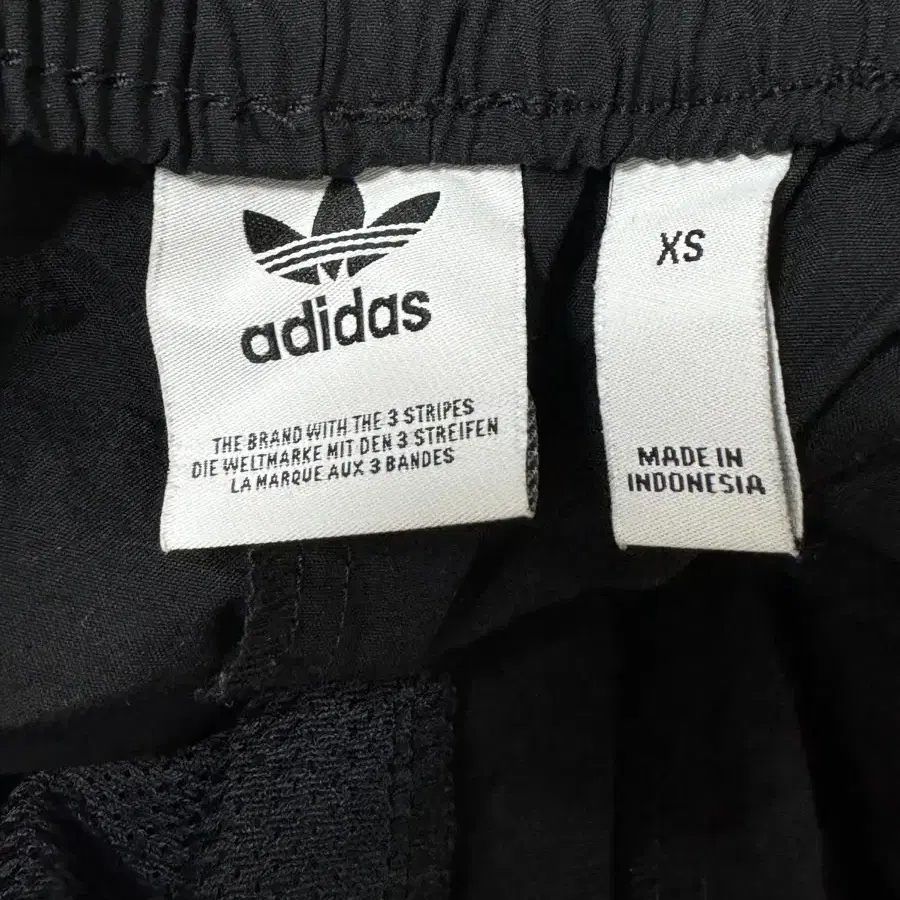 adidas
THE BRAND WITH THE 3 STRIPES
DIE WELTMARKE MIT DEN 3 STREIFEN
LA MARQUE AUX 3 BANDES
XS
MADE IN
INDONESIA